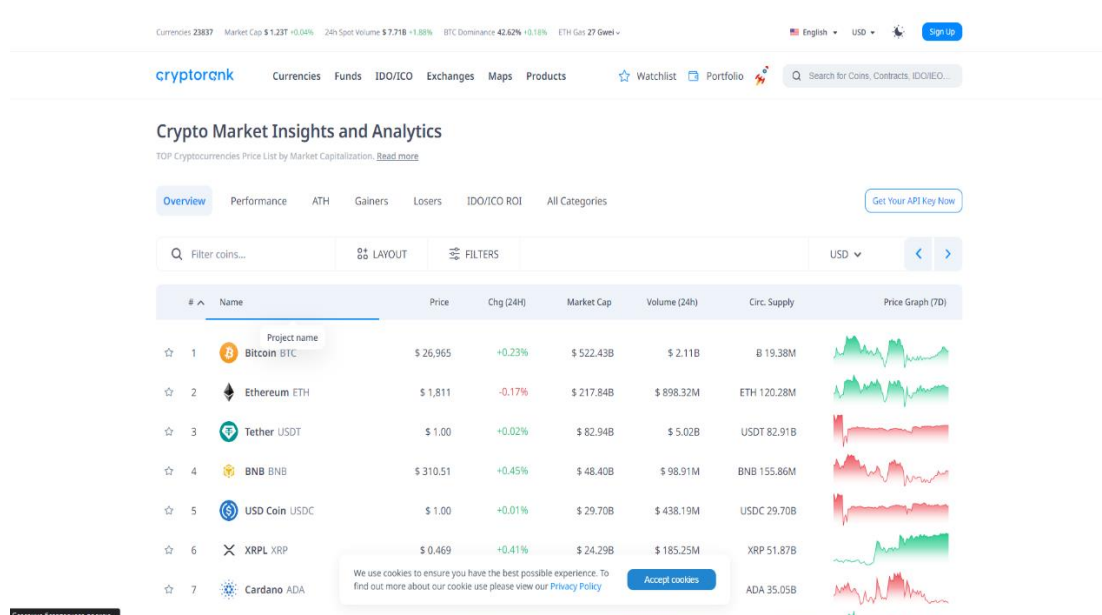 Currencies 23837 Market Cap $ 1.23T +0.04% 24h Spot Volume $ 7.71B +1.88% BTC Dominance 42.62% +0.18% ETH Gas 27 Gwei English USD Sign Up
cryptorank Currencies Funds IDO/ICO Exchanges Maps Products Watchlist Portfolio Search for Coins, Contracts, IDO/IEO...
Crypto Market Insights and Analytics
TOP Cryptocurrencies Price List by Market Capitalization. Read more
Overview Performance ATH Gainers Losers IDO/ICO ROI All Categories Get Your API Key Now
Filter coins... LAYOUT FILTERS USD
# Name Price Chg (24H) Market Cap Volume (24h) Circ. Supply Price Graph (7D)
Project name
1 Bitcoin BTC $ 26,965 +0.23% $ 522.43B $ 2.11B Ƀ 19.38M
2 Ethereum ETH $ 1,811 -0.17% $ 217.84B $ 898.32M ETH 120.28M
3 Tether USDT $ 1.00 +0.02% $ 82.94B $ 5.02B USDT 82.91B
4 BNB BNB $ 310.51 +0.45% $ 48.40B $ 98.91M BNB 155.86M
5 USD Coin USDC $ 1.00 +0.01% $ 29.70B $ 438.19M USDC 29.70B
6 XRPL XRP $ 0.469 +0.41% $ 24.29B $ 185.25M XRP 51.87B
7 Cardano ADA ADA 35.05B
We use cookies to ensure you have the best possible experience. To
find out more about our cookie use please view our Privacy Policy
Accept cookies